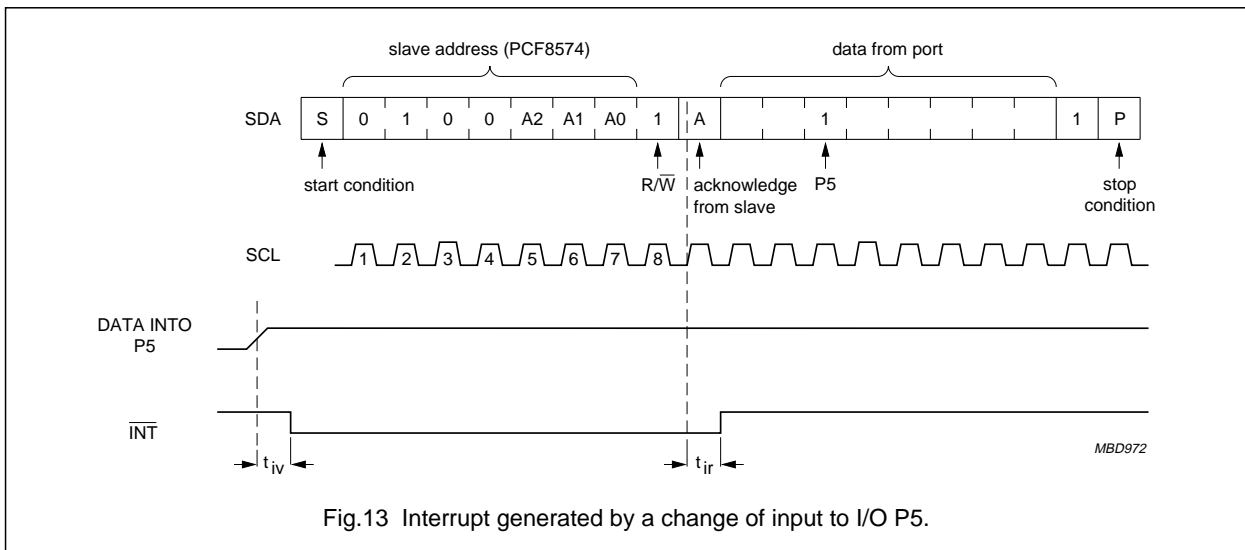 slave address (PCF8574) data from port
SDA S 0 1 0 0 A2 A1 A0 1 A 1 1 P
start condition R/W̅ acknowledge from slave P5 stop condition
SCL 1 2 3 4 5 6 7 8
DATA INTO P5
I̅N̅T̅
t iv t ir
MBD972
Fig.13 Interrupt generated by a change of input to I/O P5.